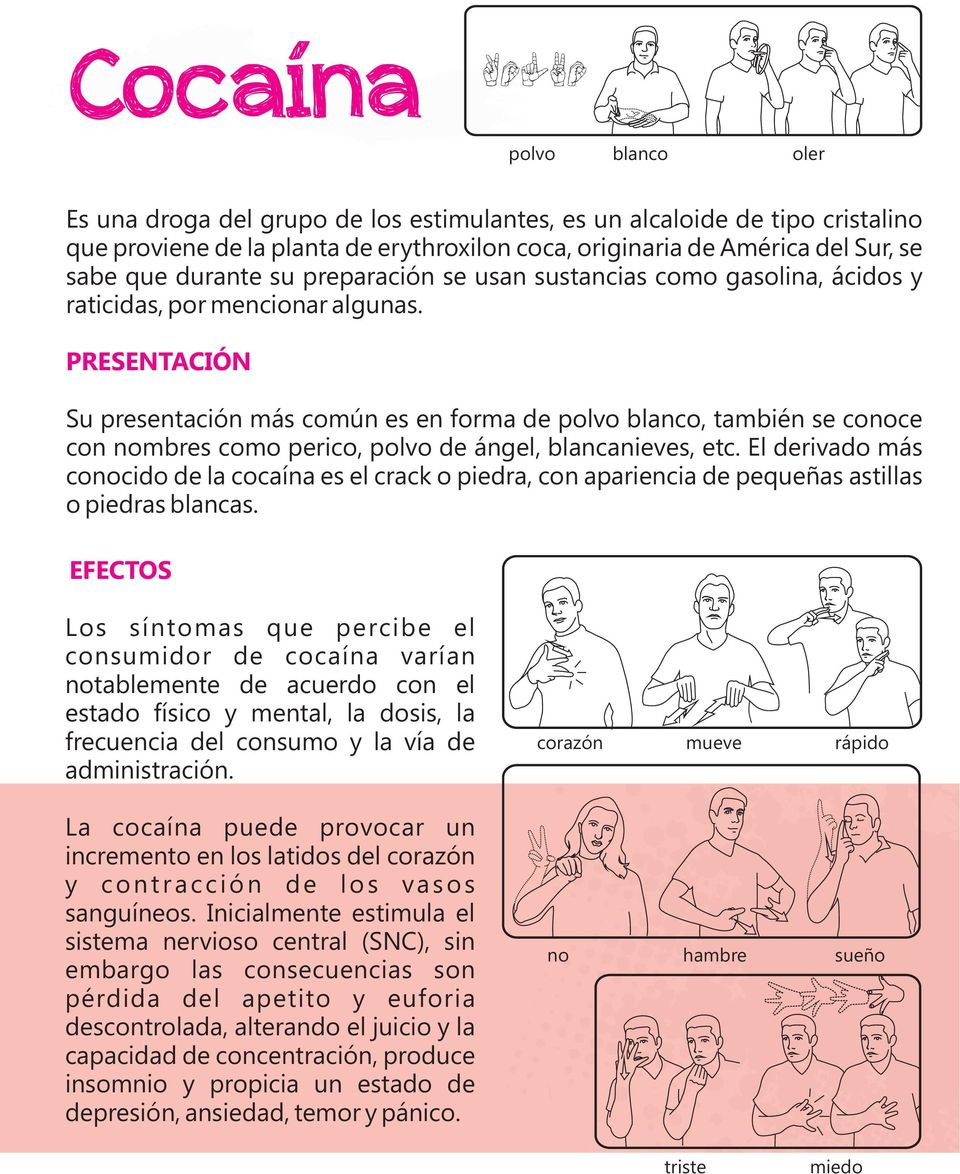 Cocaína
polvo blanco oler
Es una droga del grupo de los estimulantes, es un alcaloide de tipo cristalino
que proviene de la planta de erythroxilon coca, originaria de América del Sur, se
sabe que durante su preparación se usan sustancias como gasolina, ácidos y
raticidas, por mencionar algunas.
PRESENTACIÓN
Su presentación más común es en forma de polvo blanco, también se conoce
con nombres como perico, polvo de ángel, blancanieves, etc. El derivado más
conocido de la cocaína es el crack o piedra, con apariencia de pequeñas astillas
o piedras blancas.
EFECTOS
Los síntomas que percibe el
consumidor de cocaína varían
notablemente de acuerdo con el
estado físico y mental, la dosis, la
frecuencia del consumo y la vía de
administración.
corazón mueve rápido
La cocaína puede provocar un
incremento en los latidos del corazón
y contracción de los vasos
sanguíneos. Inicialmente estimula el
sistema nervioso central (SNC), sin
embargo las consecuencias son
pérdida del apetito y euforia
descontrolada, alterando el juicio y la
capacidad de concentración, produce
insomnio y propicia un estado de
depresión, ansiedad, temor y pánico.
no hambre sueño
triste miedo